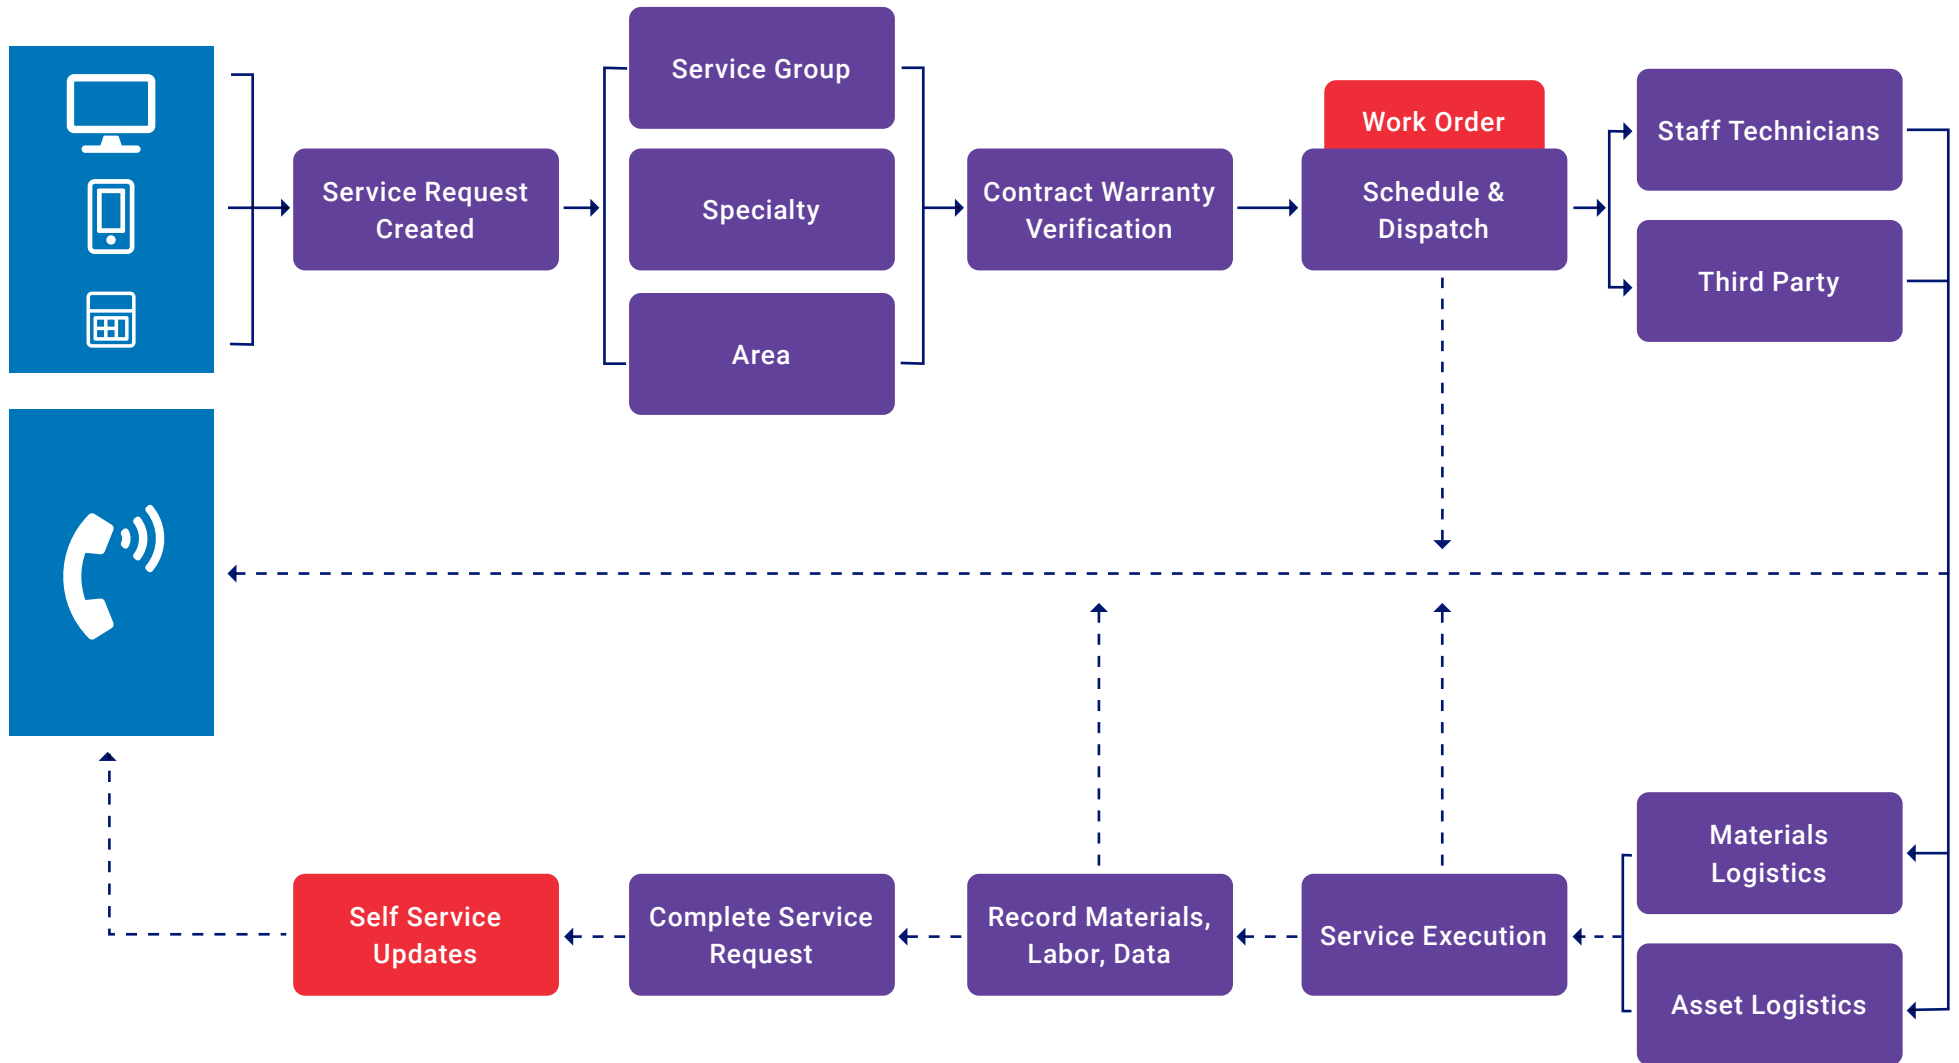 Service Request
Created
Service Group
Specialty
Area
Contract Warranty
Verification
Work Order
Schedule &
Dispatch
Staff Technicians
Third Party
Self Service
Updates
Complete Service
Request
Record Materials,
Labor, Data
Service Execution
Materials
Logistics
Asset Logistics